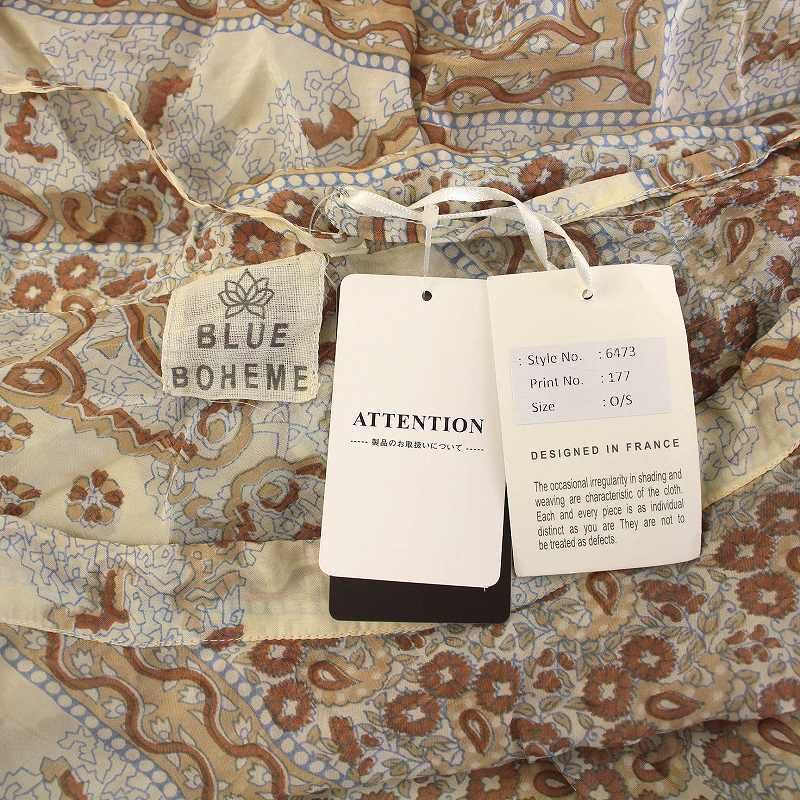 BLUE
BOHEME
ATTENTION
----- 製品のお取扱いについて -----
: Style No. : 6473
Print No. : 177
Size : O/S
DESIGNED IN FRANCE
The occasional irregularity in shading and
weaving are characteristic of the cloth.
Each and every piece is as individual
distinct as you are They are not to
be treated as defects.